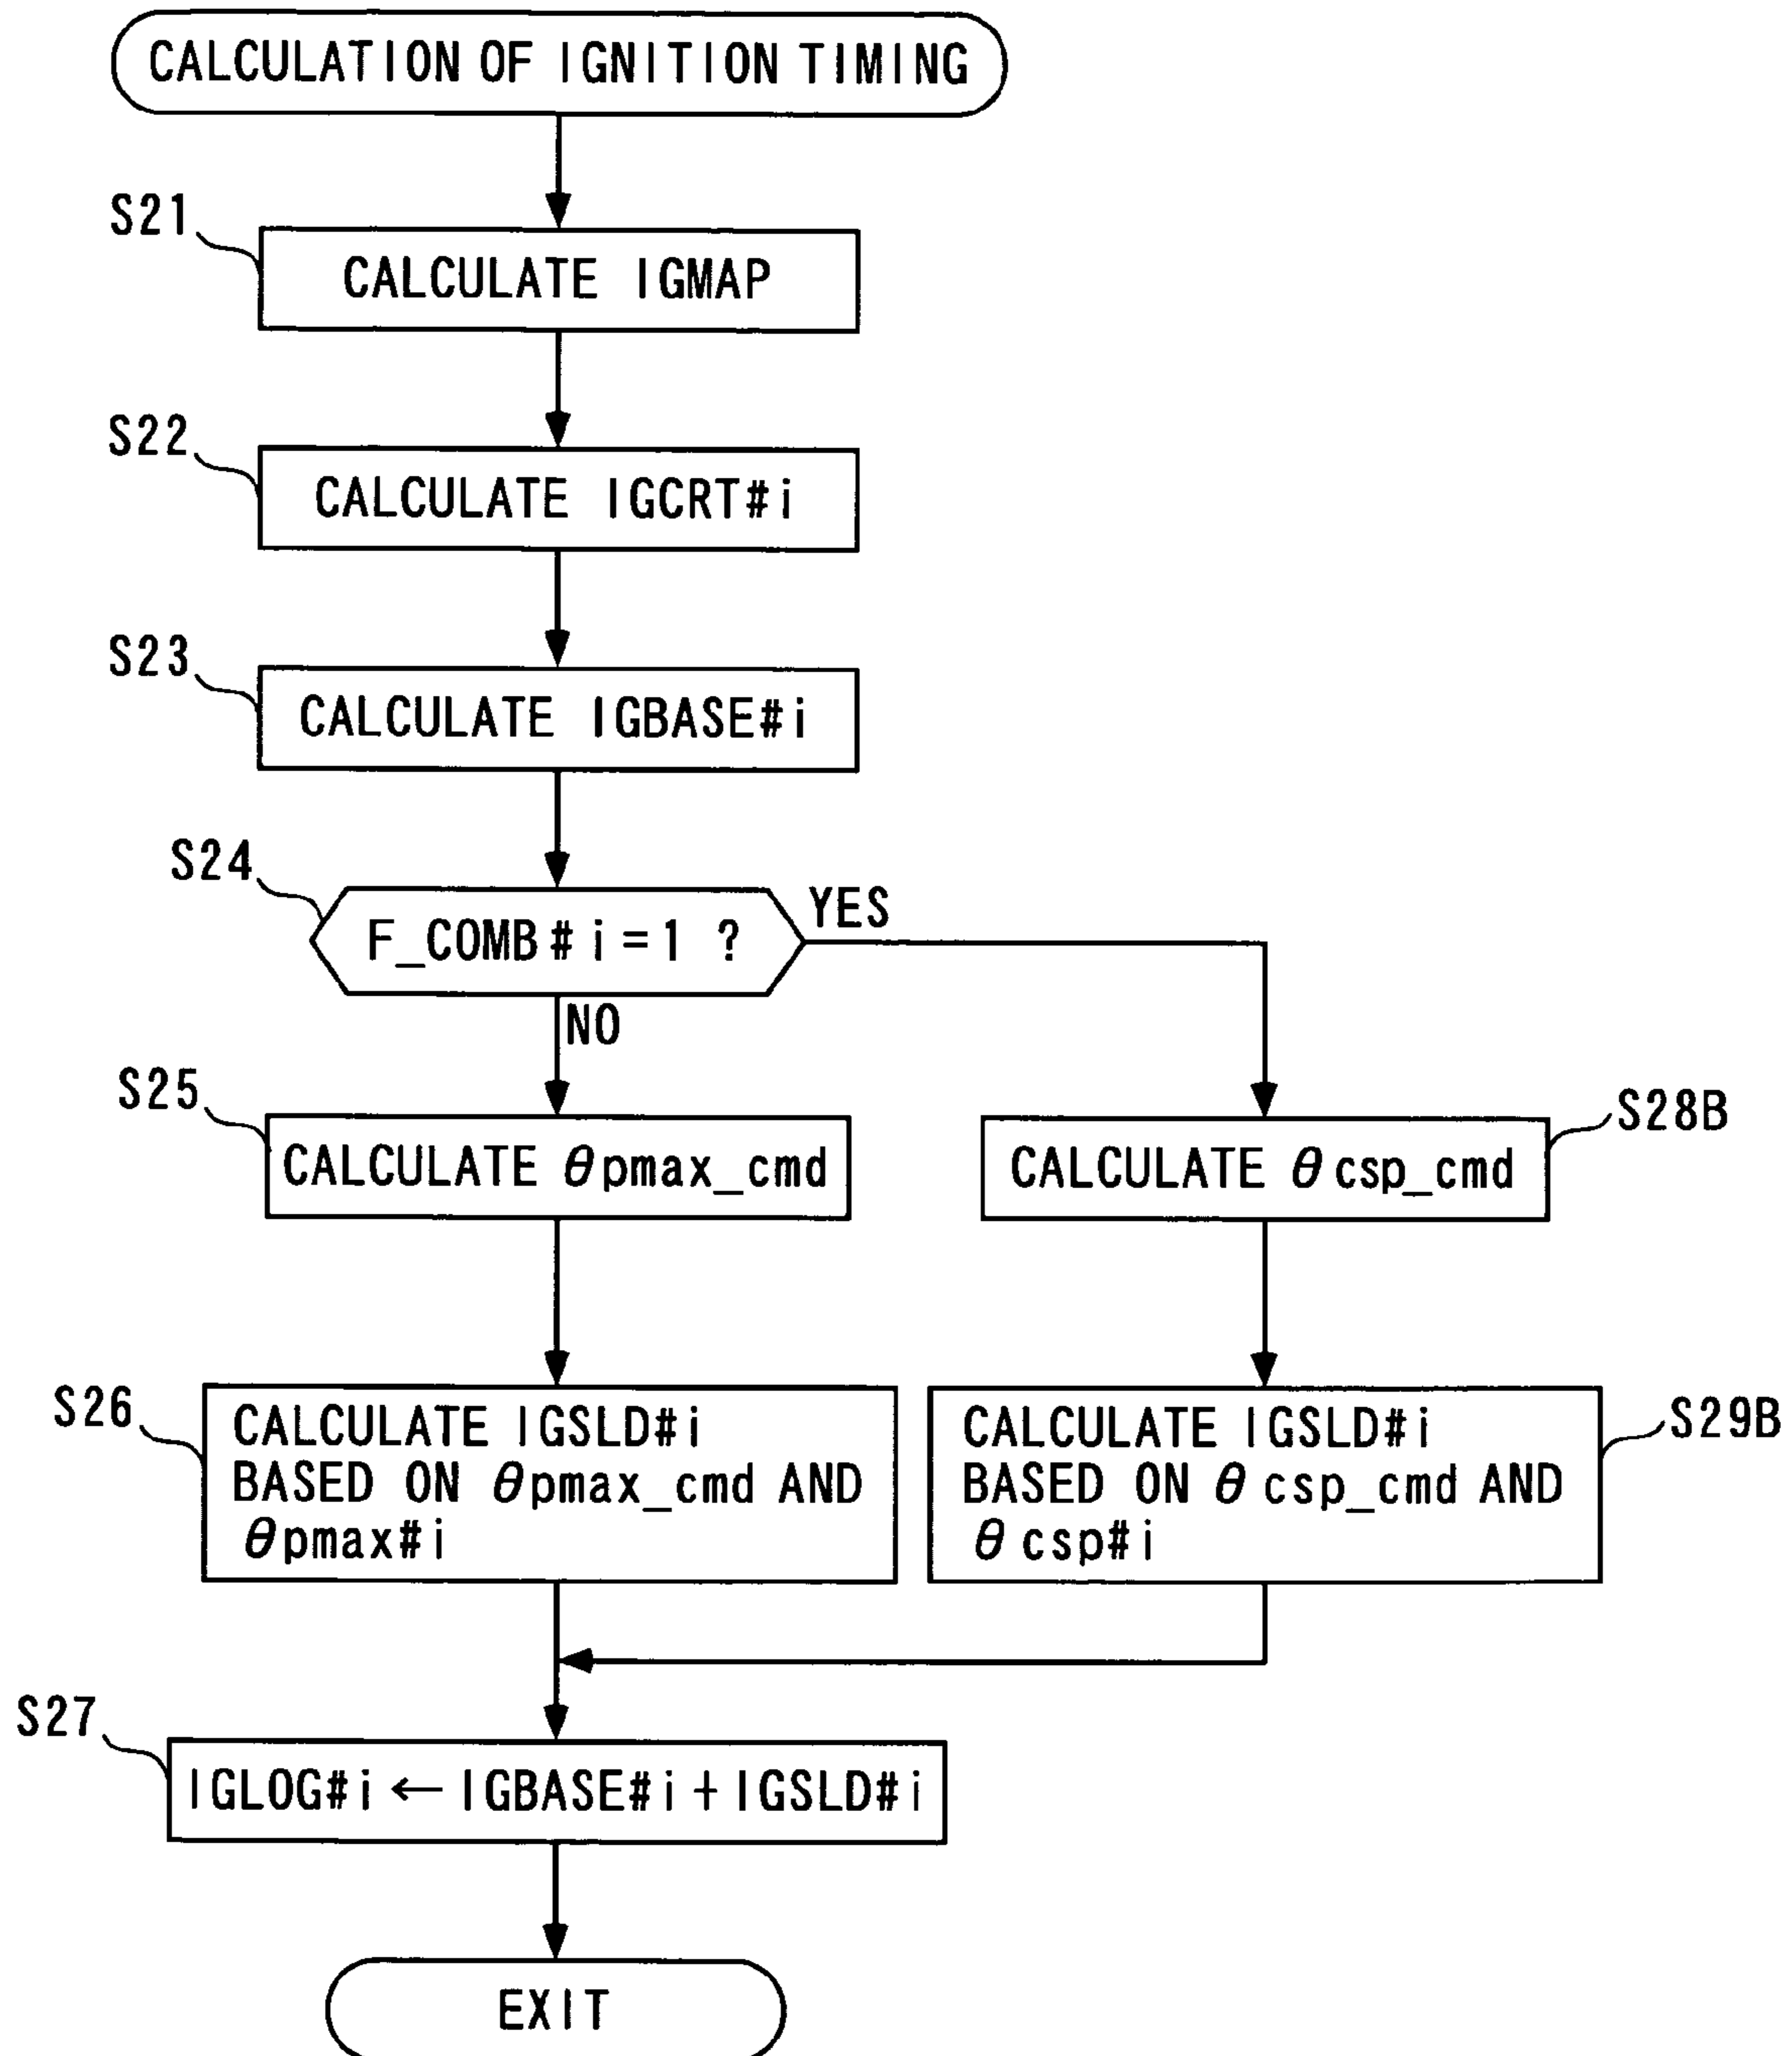 CALCULATION OF IGNITION TIMING
S21
CALCULATE IGMAP
S22
CALCULATE IGCRT#i
S23
CALCULATE IGBASE#i
S24
F_COMB#i=1 ?
YES
NO
S25
CALCULATE θpmax_cmd
S28B
CALCULATE θcsp_cmd
S26
CALCULATE IGSLD#i
BASED ON θpmax_cmd AND
θpmax#i
S29B
CALCULATE IGSLD#i
BASED ON θcsp_cmd AND
θcsp#i
S27
IGLOG#i ← IGBASE#i+IGSLD#i
EXIT